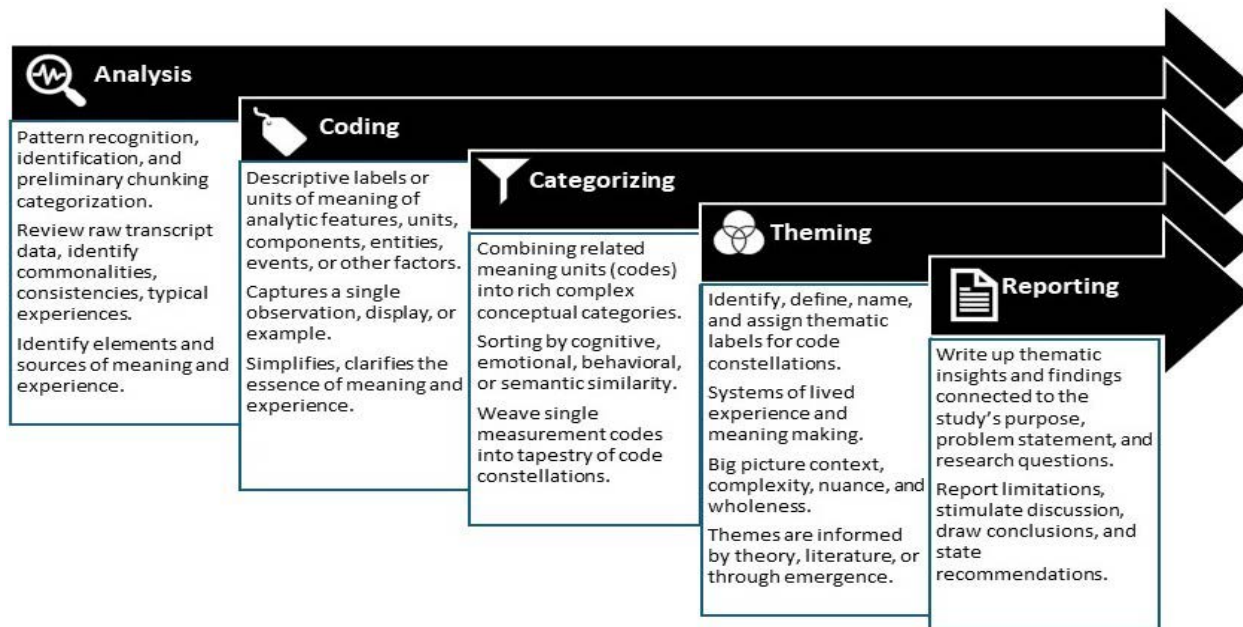 Analysis
Pattern recognition,
identification, and
preliminary chunking
categorization.
Review raw transcript
data, identify
commonalities,
consistencies, typical
experiences.
Identify elements and
sources of meaning and
experience.
Coding
Descriptive labels or
units of meaning of
analytic features, units,
components, entities,
events, or other factors.
Captures a single
observation, display, or
example.
Simplifies, clarifies the
essence of meaning and
experience.
Categorizing
Combining related
meaning units (codes)
into rich complex
conceptual categories.
Sorting by cognitive,
emotional, behavioral,
or semantic similarity.
Weave single
measurement codes
into tapestry of code
constellations.
Theming
Identify, define, name,
and assign thematic
labels for code
constellations.
Systems of lived
experience and
meaning making.
Big picture context,
complexity, nuance, and
wholeness.
Themes are informed
by theory, literature, or
through emergence.
Reporting
Write up thematic
insights and findings
connected to the
study's purpose,
problem statement, and
research questions.
Report limitations,
stimulate discussion,
draw conclusions, and
state
recommendations.